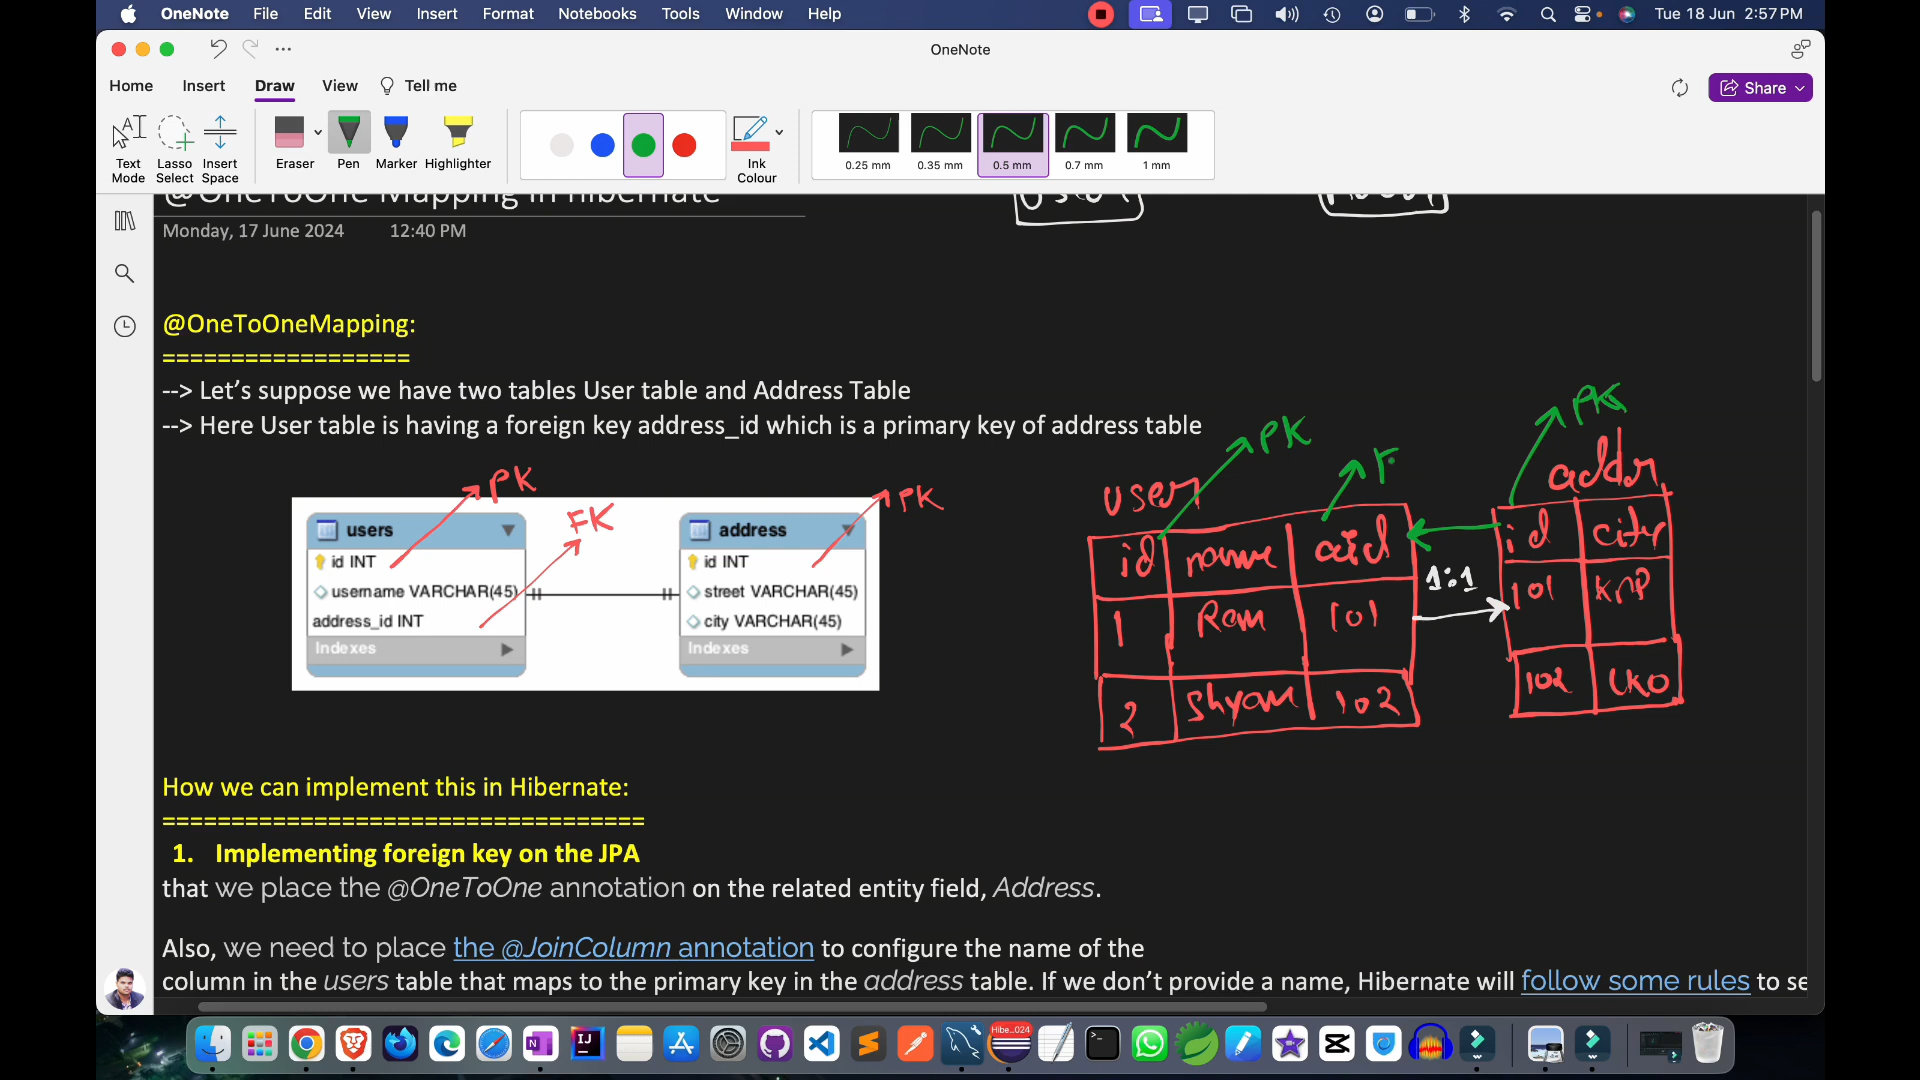 OneNote File Edit View Insert Format Notebooks Tools Window Help Tue 18 Jun 2:57 PM
OneNote
Home Insert Draw View Tell me Share
Text Mode Lasso Select Insert Space Eraser Pen Marker Highlighter Ink Colour 0.25 mm 0.35 mm 0.5 mm 0.7 mm 1 mm
@OneToOne Mapping in hibernate
Monday, 17 June 2024 12:40 PM
@OneToOneMapping:
==================
--> Let's suppose we have two tables User table and Address Table
--> Here User table is having a foreign key address_id which is a primary key of address table
PK FK PK
users
id INT
username VARCHAR(45)
address_id INT
Indexes
address
id INT
street VARCHAR(45)
city VARCHAR(45)
Indexes
PK F PK
user
id name aid
1 Ram 101
2 Shyam 102
1:1
addr
id city
101 KNP
102 LKO
How we can implement this in Hibernate:
===================================
1. Implementing foreign key on the JPA
that we place the @OneToOne annotation on the related entity field, Address.
Also, we need to place the @JoinColumn annotation to configure the name of the
column in the users table that maps to the primary key in the address table. If we don't provide a name, Hibernate will follow some rules to se
Hibe_024